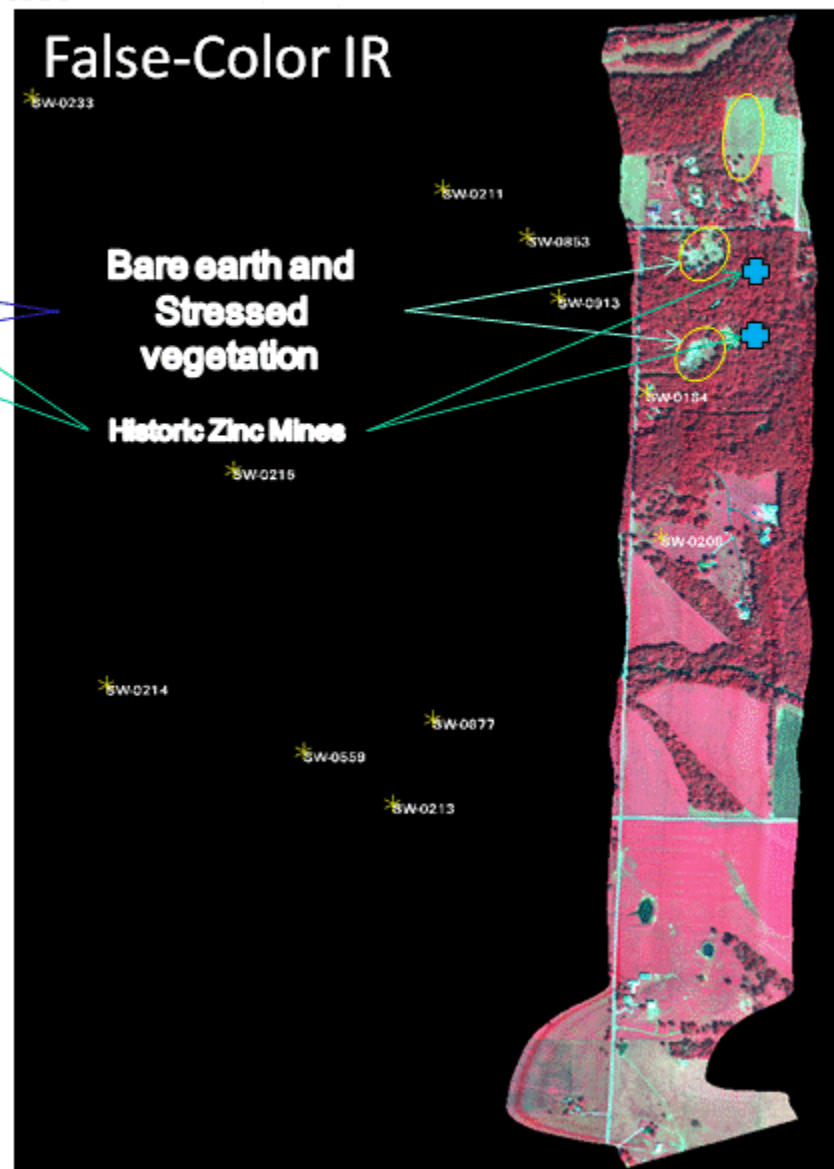 False-Color IR
SW-0233
SW-0211
SW-0853
Bare earth and
Stressed
vegetation
SW-0913
SW-0184
Historic Zinc Mines
SW-0215
SW-0208
SW-0214
SW-0877
SW-0559
SW-0213